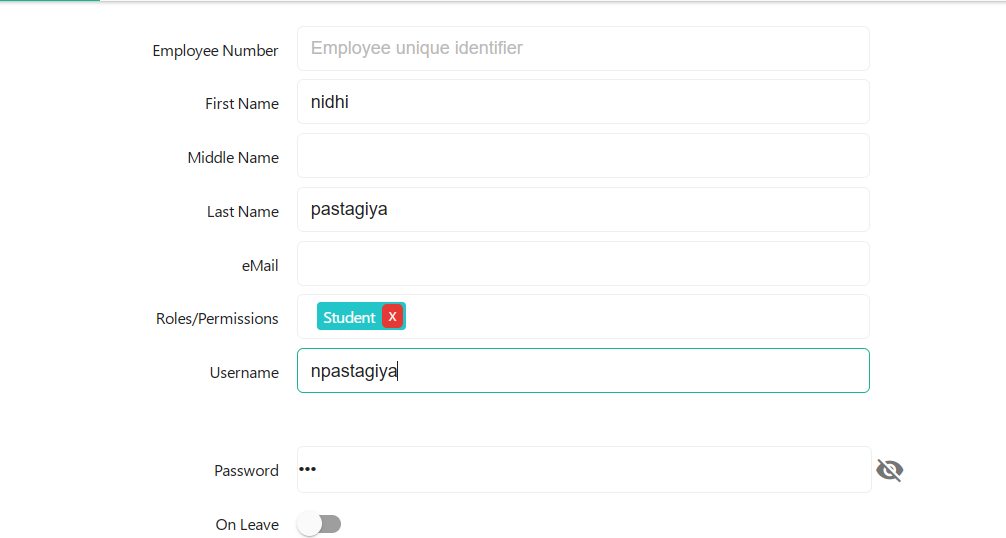 Employee Number Employee unique identifier
First Name nidhi
Middle Name
Last Name pastagiya
eMail
Roles/Permissions Student X
Username npastagiya
Password •••
On Leave